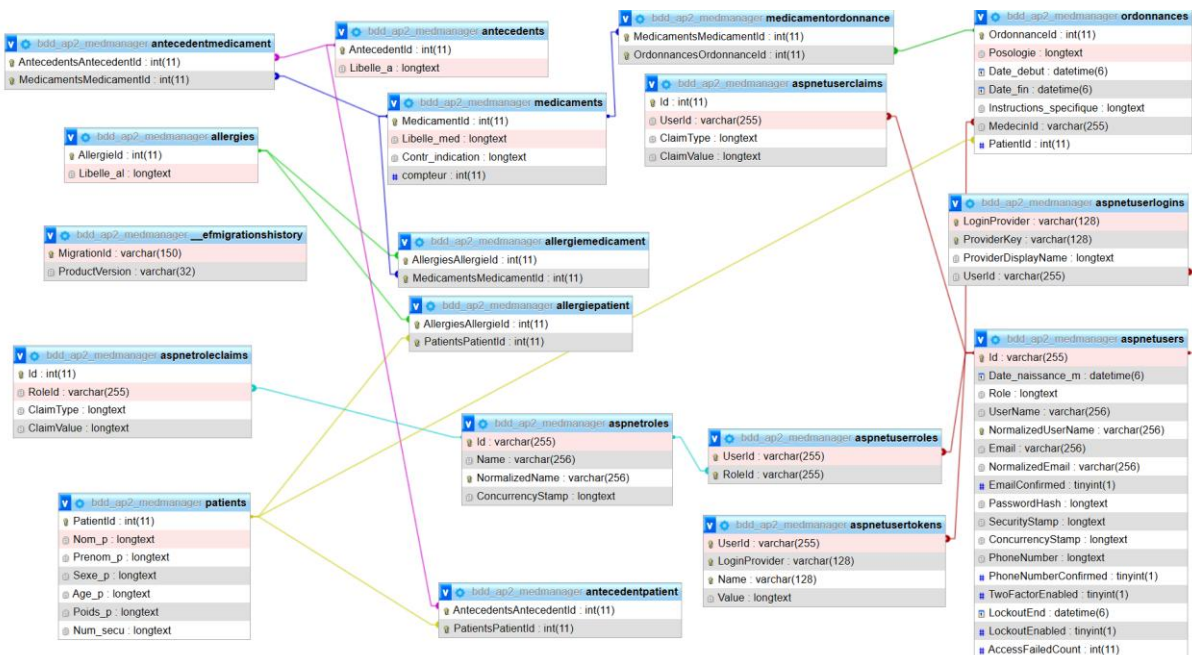 bdd_ap2_medmanager antecedentmedicament
AntecedentsAntecedentId : int(11)
MedicamentsMedicamentId : int(11)
bdd_ap2_medmanager antecedents
AntecedentId : int(11)
Libelle_a : longtext
bdd_ap2_medmanager medicamentordonnance
MedicamentsMedicamentId : int(11)
OrdonnancesOrdonnanceId : int(11)
bdd_ap2_medmanager ordonnances
OrdonnanceId : int(11)
Posologie : longtext
Date_debut : datetime(6)
Date_fin : datetime(6)
Instructions_specifique : longtext
MedecinId : varchar(255)
PatientId : int(11)
bdd_ap2_medmanager medicaments
MedicamentId : int(11)
Libelle_med : longtext
Contr_indication : longtext
compteur : int(11)
bdd_ap2_medmanager aspnetuserclaims
Id : int(11)
UserId : varchar(255)
ClaimType : longtext
ClaimValue : longtext
bdd_ap2_medmanager allergies
AllergieId : int(11)
Libelle_al : longtext
bdd_ap2_medmanager aspnetuserlogins
LoginProvider : varchar(128)
ProviderKey : varchar(128)
ProviderDisplayName : longtext
UserId : varchar(255)
bdd_ap2_medmanager __efmigrationshistory
MigrationId : varchar(150)
ProductVersion : varchar(32)
bdd_ap2_medmanager allergiemedicament
AllergiesAllergieId : int(11)
MedicamentsMedicamentId : int(11)
bdd_ap2_medmanager allergiepatient
AllergiesAllergieId : int(11)
PatientsPatientId : int(11)
bdd_ap2_medmanager aspnetroleclaims
Id : int(11)
RoleId : varchar(255)
ClaimType : longtext
ClaimValue : longtext
bdd_ap2_medmanager aspnetusers
Id : varchar(255)
Date_naissance_m : datetime(6)
Role : longtext
UserName : varchar(256)
NormalizedUserName : varchar(256)
Email : varchar(256)
NormalizedEmail : varchar(256)
EmailConfirmed : tinyint(1)
PasswordHash : longtext
SecurityStamp : longtext
ConcurrencyStamp : longtext
PhoneNumber : longtext
PhoneNumberConfirmed : tinyint(1)
TwoFactorEnabled : tinyint(1)
LockoutEnd : datetime(6)
LockoutEnabled : tinyint(1)
AccessFailedCount : int(11)
bdd_ap2_medmanager aspnetroles
Id : varchar(255)
Name : varchar(256)
NormalizedName : varchar(256)
ConcurrencyStamp : longtext
bdd_ap2_medmanager aspnetuserroles
UserId : varchar(255)
RoleId : varchar(255)
bdd_ap2_medmanager patients
PatientId : int(11)
Nom_p : longtext
Prenom_p : longtext
Sexe_p : longtext
Age_p : longtext
Poids_p : longtext
Num_secu : longtext
bdd_ap2_medmanager aspnetusertokens
UserId : varchar(255)
LoginProvider : varchar(128)
Name : varchar(128)
Value : longtext
bdd_ap2_medmanager antecedentpatient
AntecedentsAntecedentId : int(11)
PatientsPatientId : int(11)